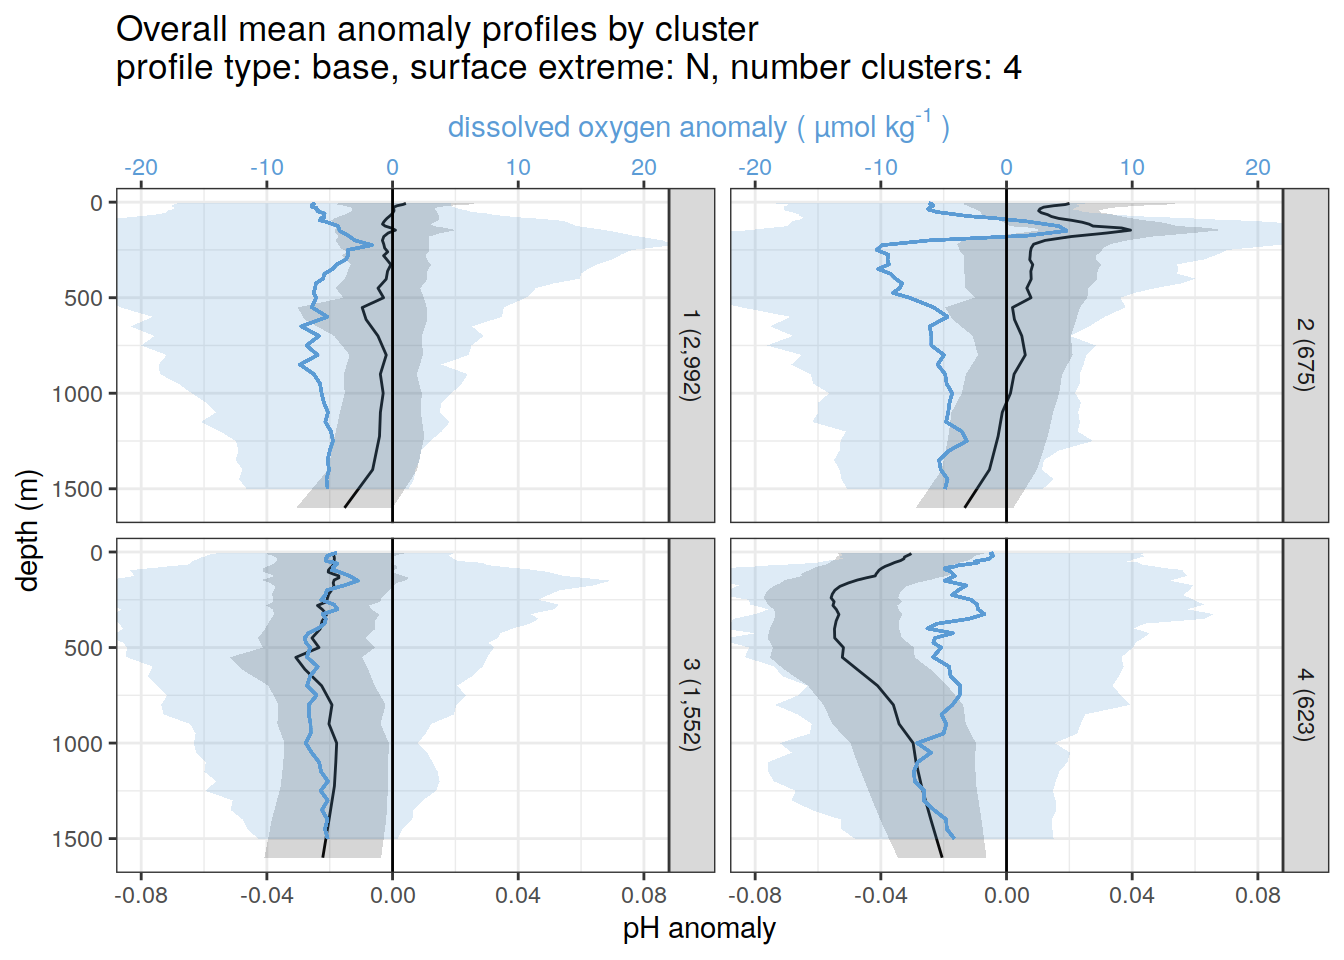 Overall mean anomaly profiles by cluster
profile type: base, surface extreme: N, number clusters: 4
dissolved oxygen anomaly ( µmol kg-1 )
-20 -10 0 10 20 -20 -10 0 10 20
0
500
1000
1500
1 (2,992)
2 (675)
depth (m)
0
500
1000
1500
3 (1,552)
4 (623)
-0.08 -0.04 0.00 0.04 0.08 -0.08 -0.04 0.00 0.04 0.08
pH anomaly